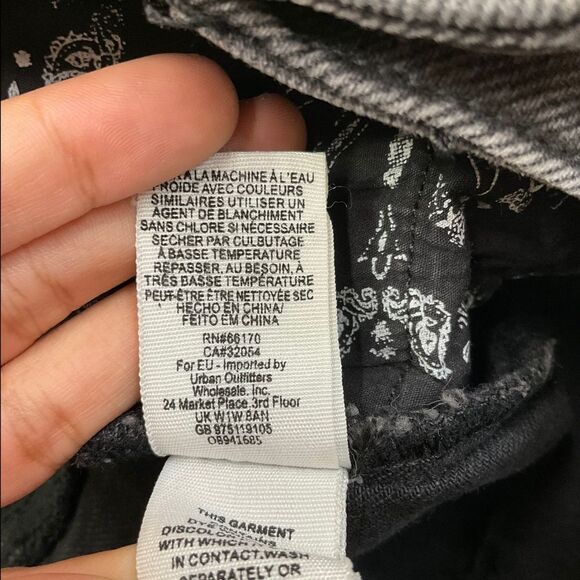 LA MACHINE À L'EAU
FROIDE AVEC COULEURS
SIMILAIRES UTILISER UN
AGENT DE BLANCHIMENT
SANS CHLORE SI NÉCESSAIRE
SECHER PAR CULBUTAGE
À BASSE TEMPÉRATURE
REPASSER, AU BESOIN, À
TRÈS BASSE TEMPÉRATURE
PEUT-ÊTRE ÊTRE NETTOYÉE SEC
HECHO EN CHINA/
FEITO EM CHINA
RN#66170
CA#32054
For EU - Imported by
Urban Outfitters
Wholesale, Inc.
24 Market Place, 3rd Floor
UK W1W 8AN
GB 975119105
OB941685
THIS GARMENT
WITH WHICH
IN CONTACT. WASH
SEPARATELY OR